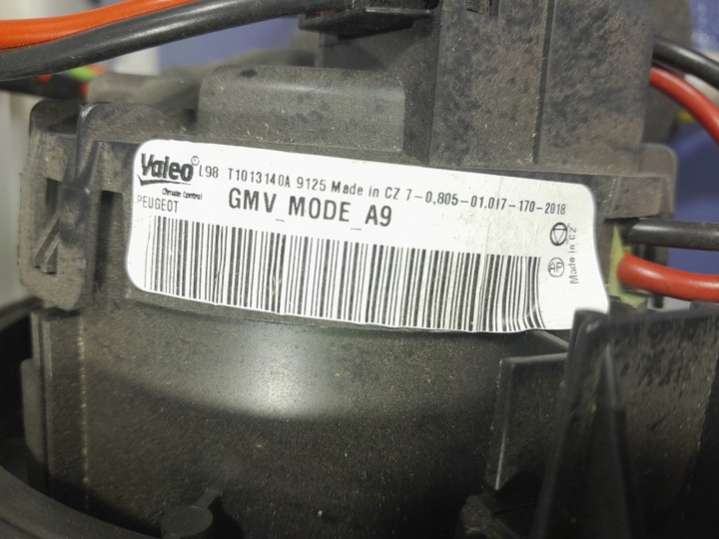 Valeo © L98 T1013140A 9125 Made in CZ 7-0,805-01.017-170-2018
Climate Control
PEUGEOT
GMV_MODE_A9
Made in CZ